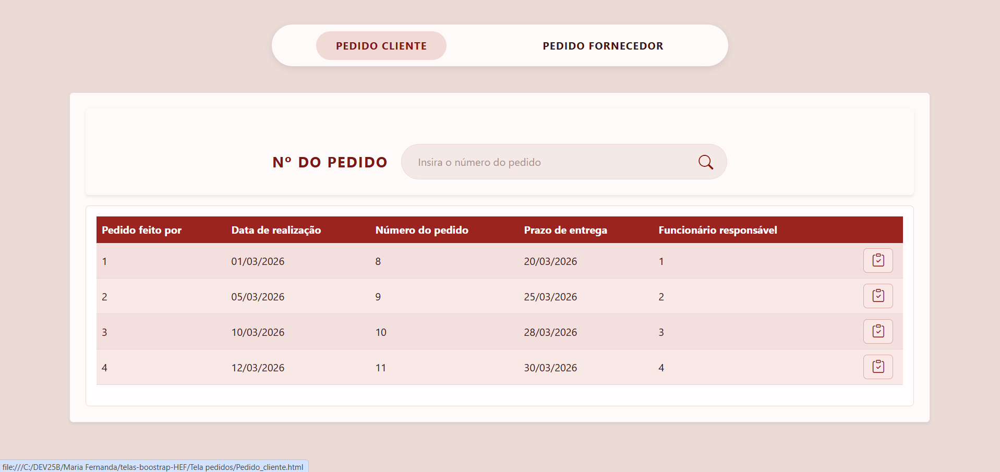 PEDIDO CLIENTE PEDIDO FORNECEDOR
Nº DO PEDIDO Insira o número do pedido
Pedido feito por Data de realização Número do pedido Prazo de entrega Funcionário responsável
1 01/03/2026 8 20/03/2026 1
2 05/03/2026 9 25/03/2026 2
3 10/03/2026 10 28/03/2026 3
4 12/03/2026 11 30/03/2026 4
file:///C:/DEV25B/Maria Fernanda/telas-boostrap-HEF/Tela pedidos/Pedido_cliente.html